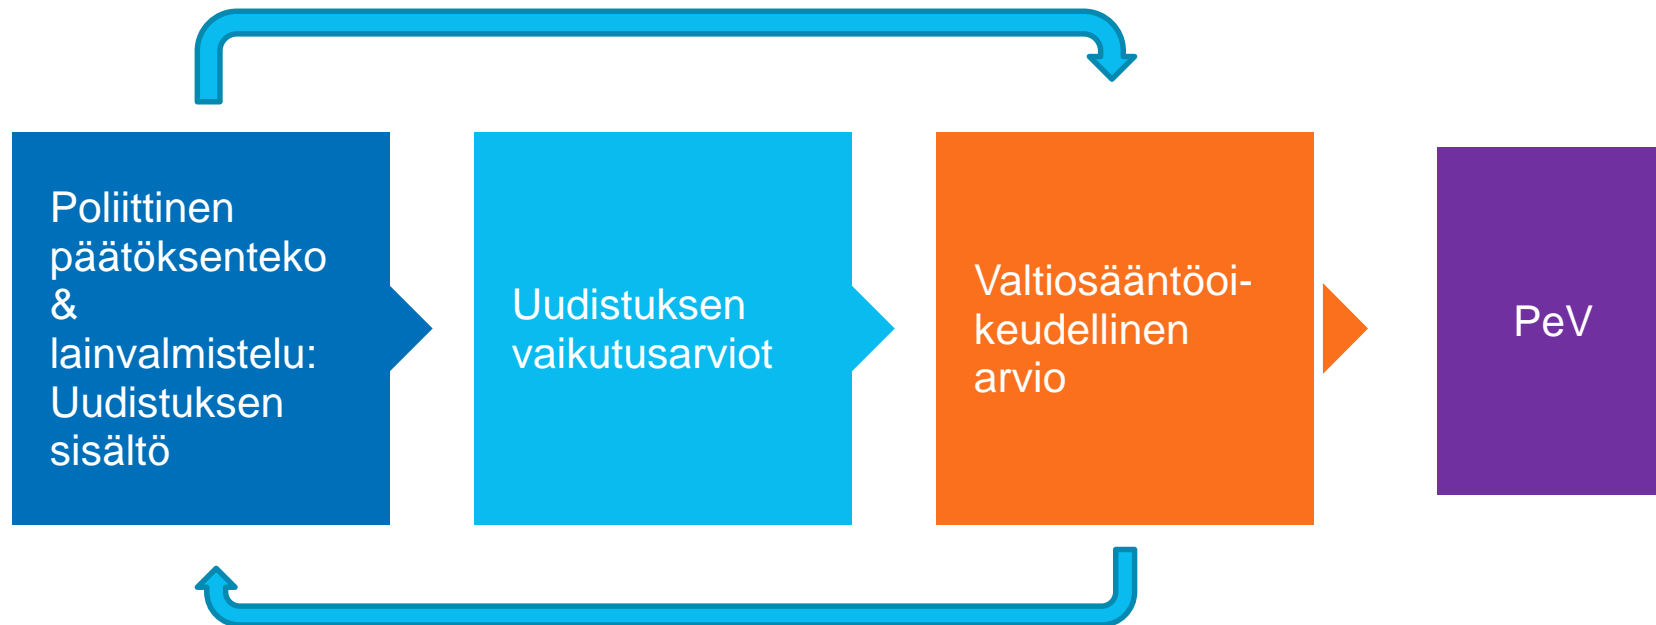 Poliittinen
päätöksenteko
&
lainvalmistelu:
Uudistuksen
sisältö
Uudistuksen
vaikutusarviot
Valtiosääntöoi-
keudellinen
arvio
PeV